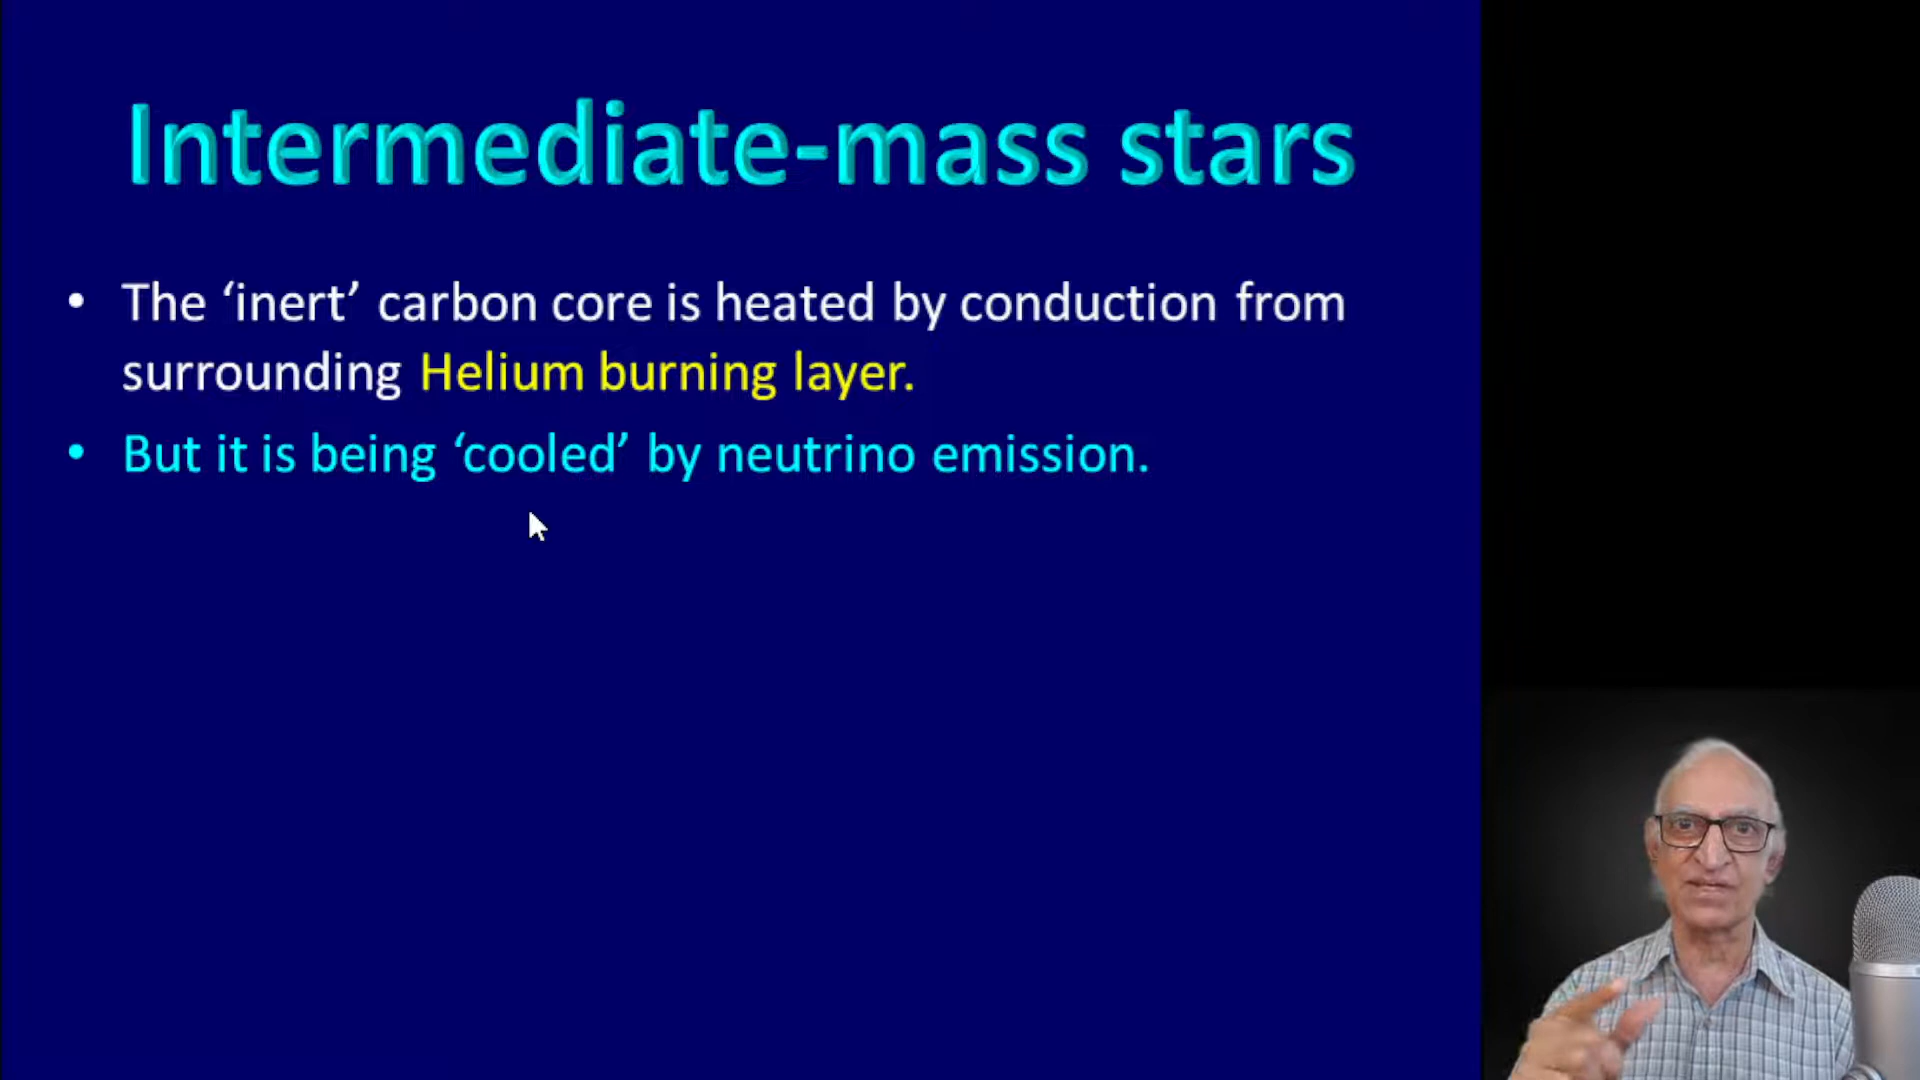 Intermediate-mass stars
• The ‘inert’ carbon core is heated by conduction from
surrounding Helium burning layer.
• But it is being ‘cooled’ by neutrino emission.